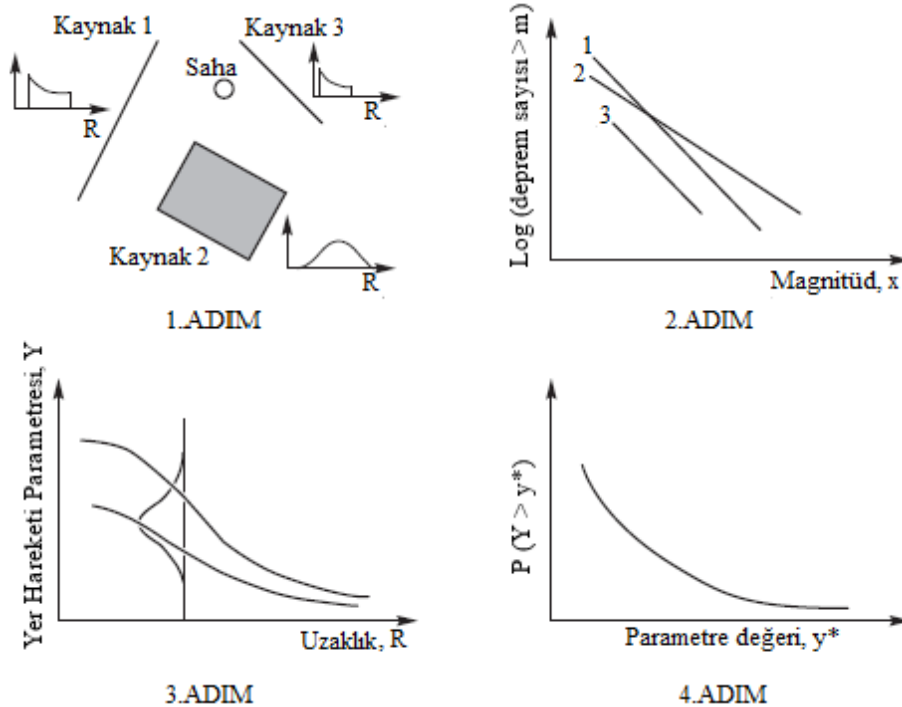 Kaynak 1
Kaynak 3
Saha
R
R
Kaynak 2
R
1.ADIM
Log (deprem sayısı > m)
1
2
3
Magnitüd, x
2.ADIM
Yer Hareketi Parametresi, Y
Uzaklık, R
3.ADIM
P (Y > y*)
Parametre değeri, y*
4.ADIM